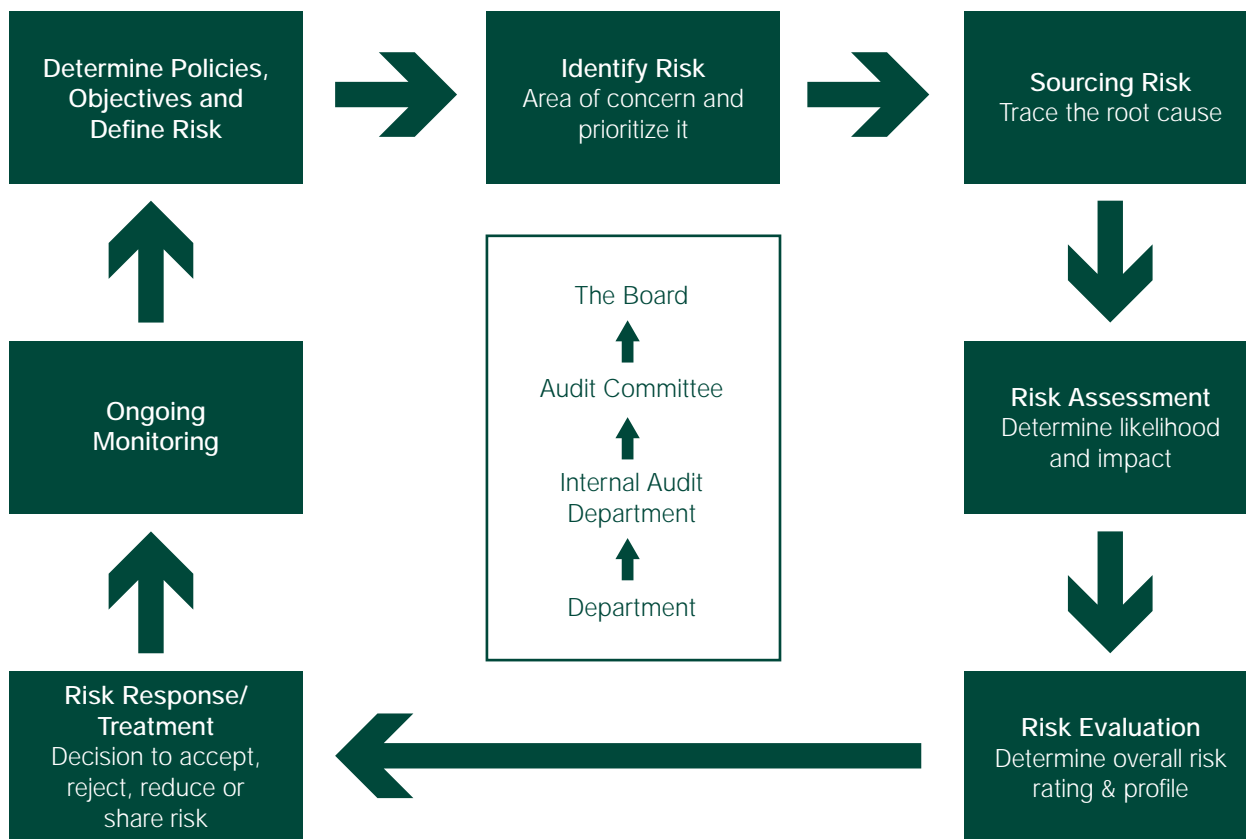 Determine Policies,
Objectives and
Define Risk
Identify Risk
Area of concern and
prioritize it
Sourcing Risk
Trace the root cause
The Board
Audit Committee
Internal Audit
Department
Department
Ongoing
Monitoring
Risk Assessment
Determine likelihood
and impact
Risk Response/
Treatment
Decision to accept,
reject, reduce or
share risk
Risk Evaluation
Determine overall risk
rating & profile